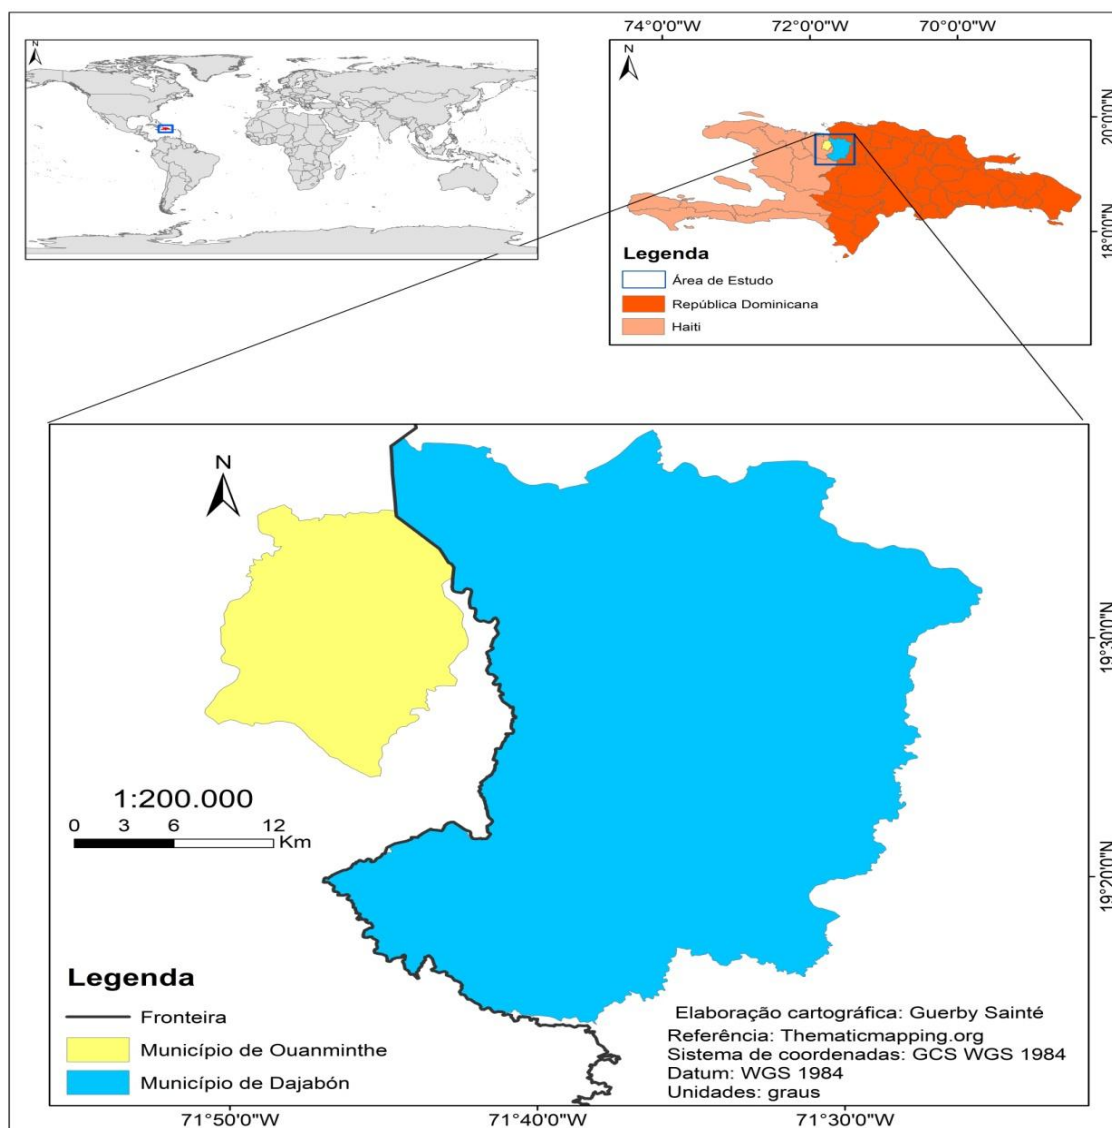 N
74°0'0"W 72°0'0"W 70°0'0"W
N
20°0'0"N
18°0'0"N
Legenda
Área de Estudo
República Dominicana
Haiti
N
19°30'0"N
19°20'0"N
1:200.000
0 3 6 12
Km
Legenda
Fronteira
Município de Ouanminthe
Município de Dajabón
Elaboração cartográfica: Guerby Sainté
Referência: Thematicmapping.org
Sistema de coordenadas: GCS WGS 1984
Datum: WGS 1984
Unidades: graus
71°50'0"W 71°40'0"W 71°30'0"W